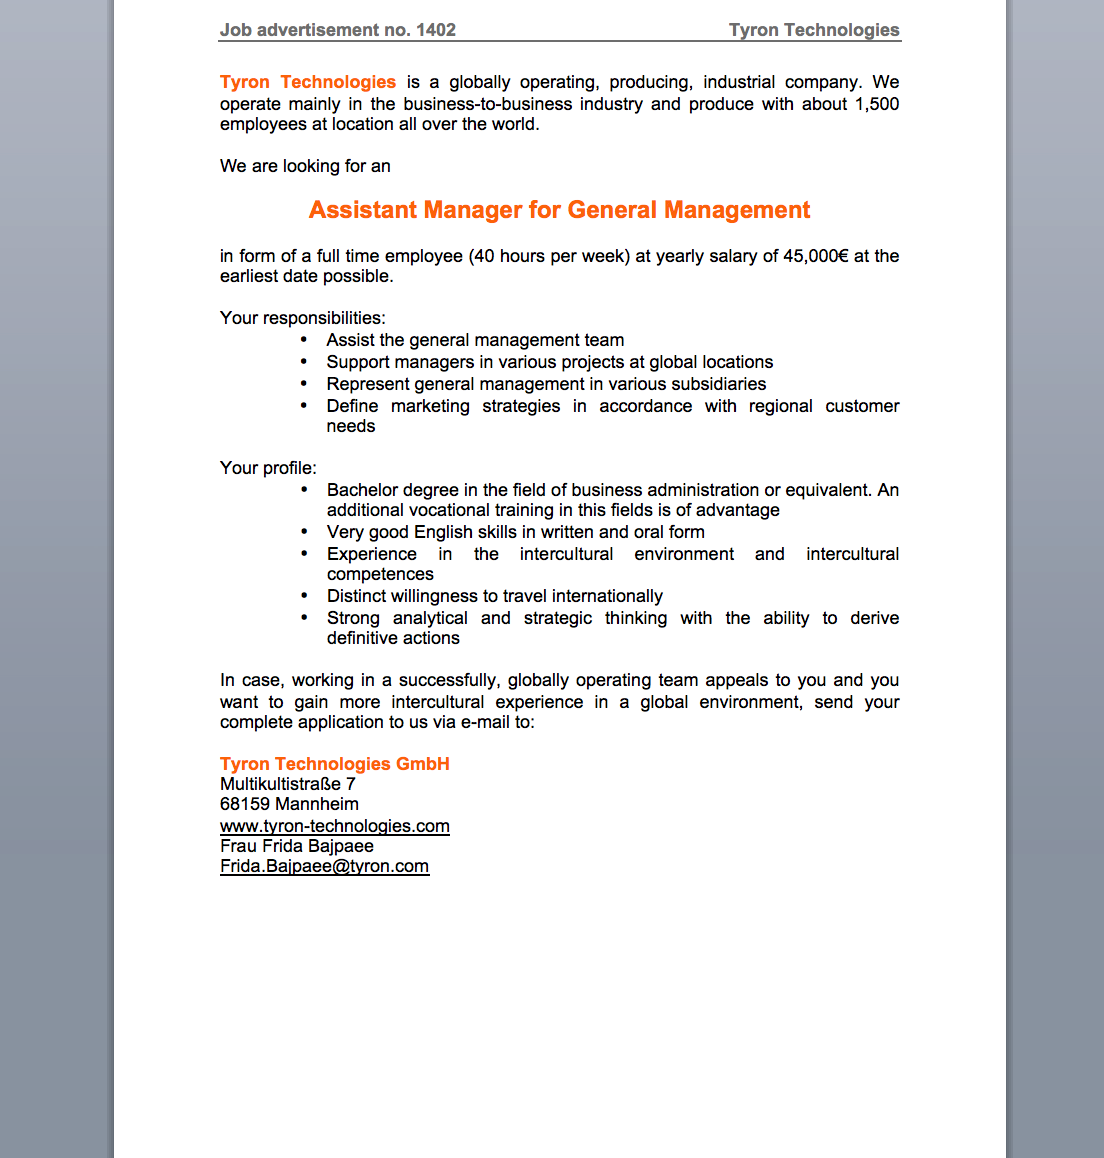 Job advertisement no. 1402 Tyron Technologies
Tyron Technologies is a globally operating, producing, industrial company. We
operate mainly in the business-to-business industry and produce with about 1,500
employees at location all over the world.
We are looking for an
Assistant Manager for General Management
in form of a full time employee (40 hours per week) at yearly salary of 45,000€ at the
earliest date possible.
Your responsibilities:
• Assist the general management team
• Support managers in various projects at global locations
• Represent general management in various subsidiaries
• Define marketing strategies in accordance with regional customer
needs
Your profile:
• Bachelor degree in the field of business administration or equivalent. An
additional vocational training in this fields is of advantage
• Very good English skills in written and oral form
• Experience in the intercultural environment and intercultural
competences
• Distinct willingness to travel internationally
• Strong analytical and strategic thinking with the ability to derive
definitive actions
In case, working in a successfully, globally operating team appeals to you and you
want to gain more intercultural experience in a global environment, send your
complete application to us via e-mail to:
Tyron Technologies GmbH
Multikultistraße 7
68159 Mannheim
www.tyron-technologies.com
Frau Frida Bajpaee
Frida.Bajpaee@tyron.com